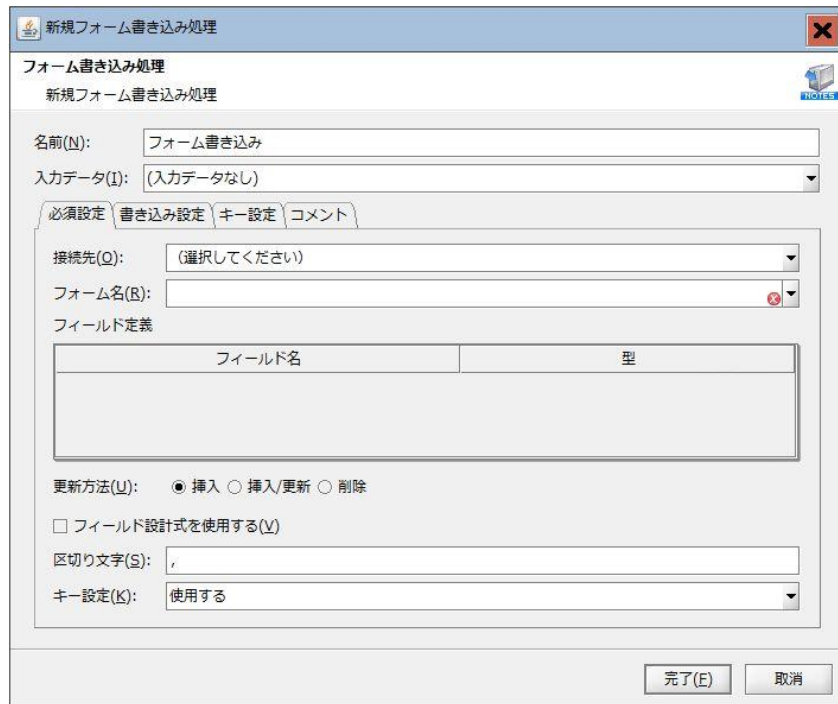 新規フォーム書き込み処理
フォーム書き込み処理
新規フォーム書き込み処理
NOTES
名前(N): フォーム書き込み
入力データ(I): (入力データなし)
必須設定 書き込み設定 キー設定 コメント
接続先(O): （選択してください）
フォーム名(R):
フィールド定義
フィールド名 型
更新方法(U): 挿入 挿入/更新 削除
フィールド設計式を使用する(V)
区切り文字(S): ,
キー設定(K): 使用する
完了(F) 取消